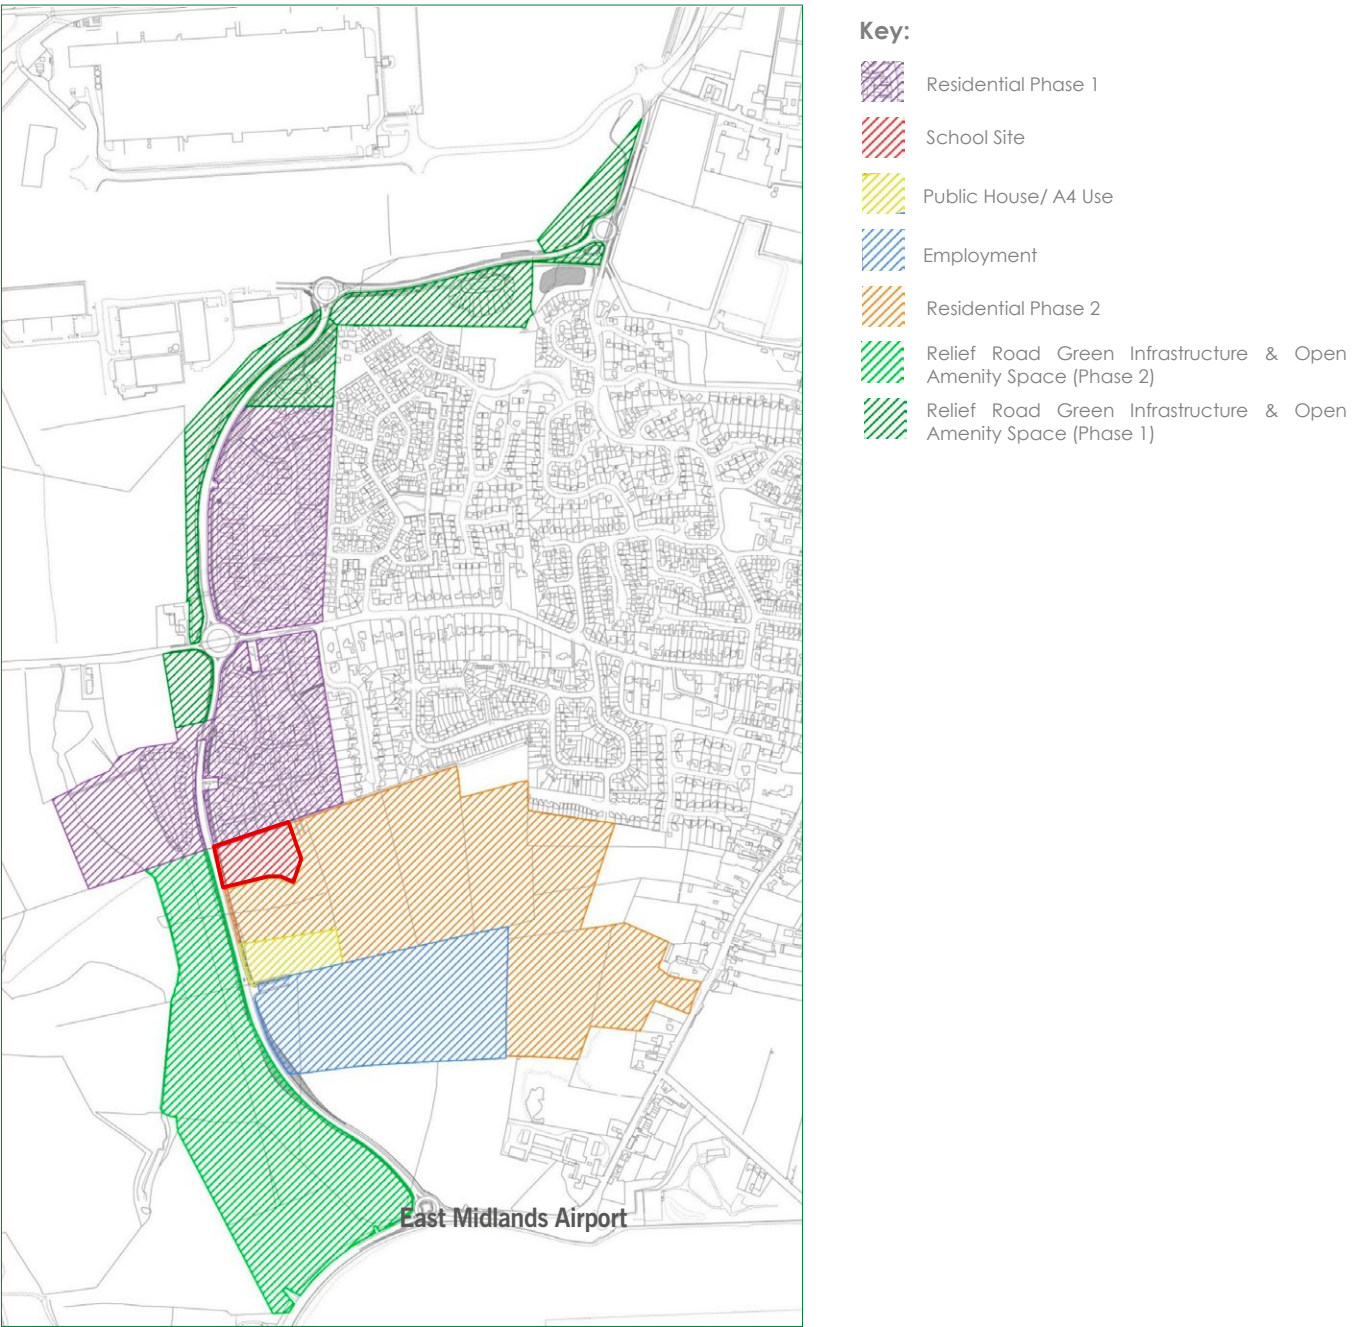 Key:
Residential Phase 1
School Site
Public House/ A4 Use
Employment
Residential Phase 2
Relief Road Green Infrastructure & Open
Amenity Space (Phase 2)
Relief Road Green Infrastructure & Open
Amenity Space (Phase 1)
East Midlands Airport